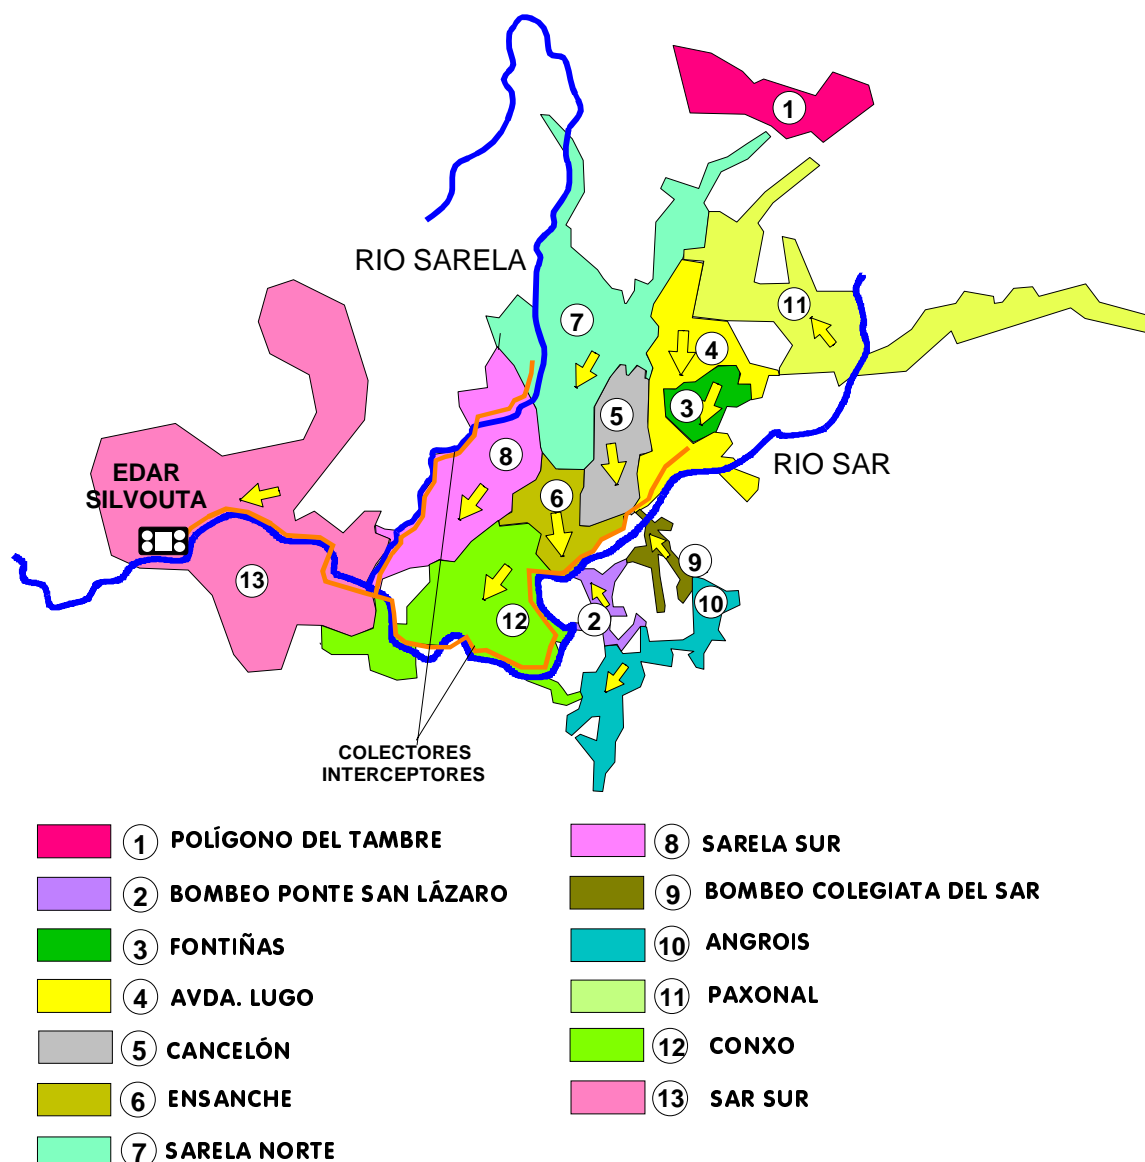 1
RIO SARELA
11
7
4
3
5
RIO SAR
8
EDAR
SILVOUTA
6
9
13
10
12
2
COLECTORES
INTERCEPTORES
1 POLÍGONO DEL TAMBRE
2 BOMBEO PONTE SAN LÁZARO
3 FONTIÑAS
4 AVDA. LUGO
5 CANCELÓN
6 ENSANCHE
7 SARELA NORTE
8 SARELA SUR
9 BOMBEO COLEGIATA DEL SAR
10 ANGROIS
11 PAXONAL
12 CONXO
13 SAR SUR